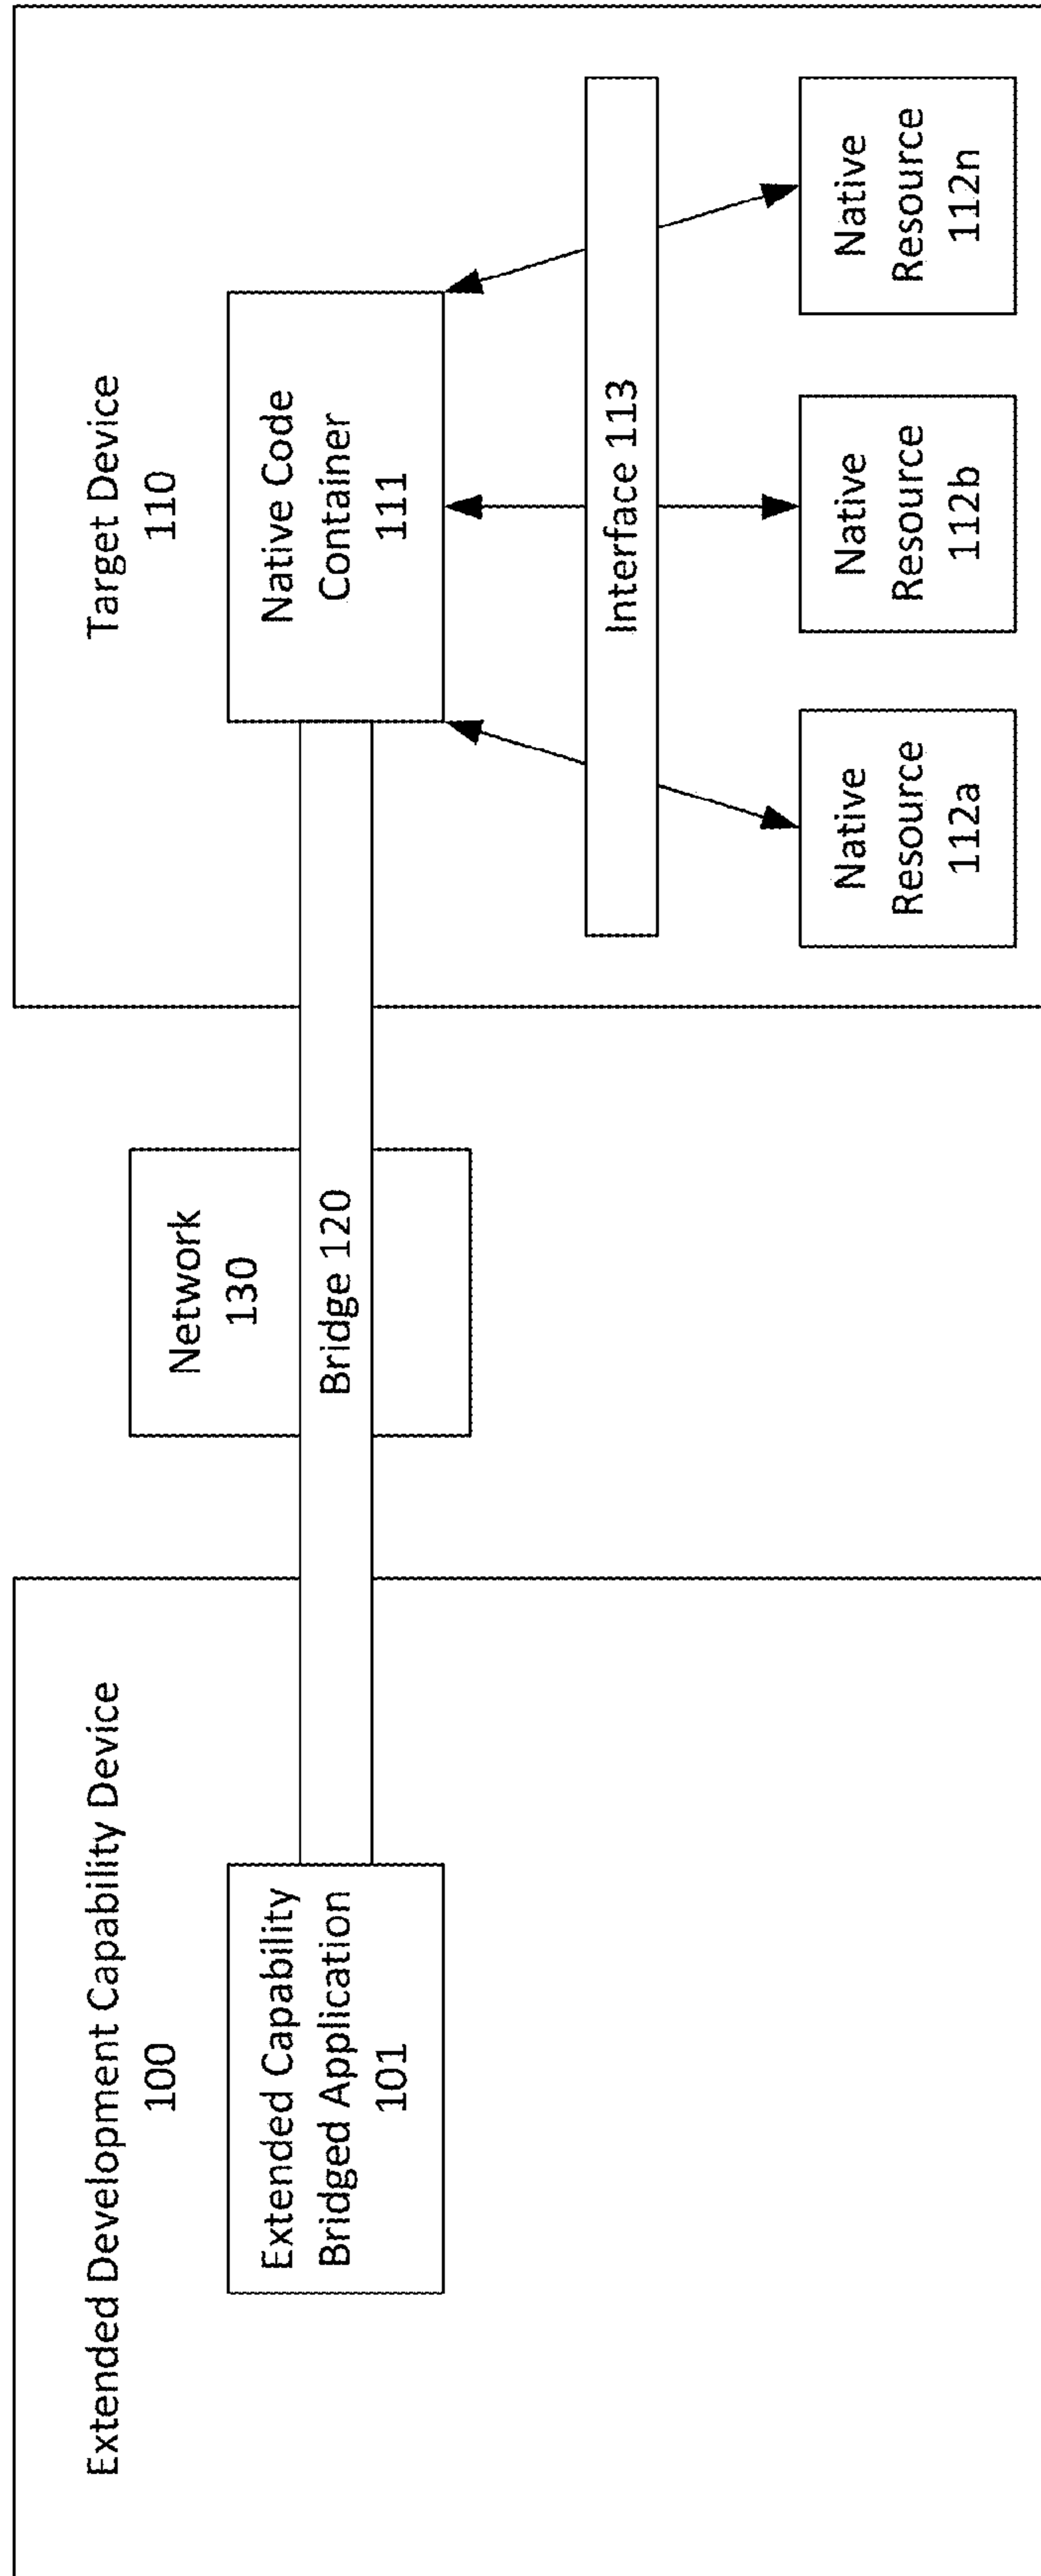 Extended Development Capability Device
100
Extended Capability
Bridged Application
101
Network
130
Bridge 120
Target Device
110
Native Code
Container
111
Interface 113
Native
Resource
112a
Native
Resource
112b
Native
Resource
112n